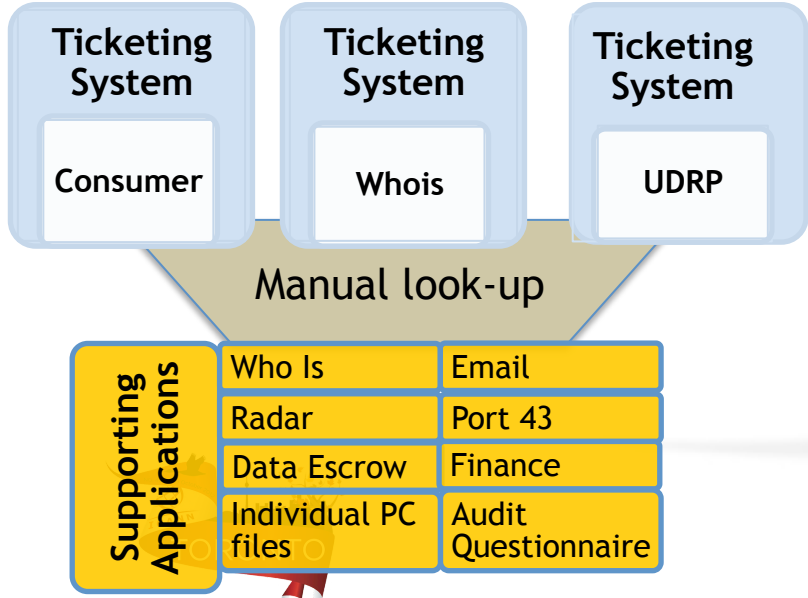 Ticketing
System
Consumer
Ticketing
System
Whois
Ticketing
System
UDRP
Manual look-up
Supporting
Applications
Who Is
Email
Radar
Port 43
Data Escrow
Finance
Individual PC
files
Audit
Questionnaire